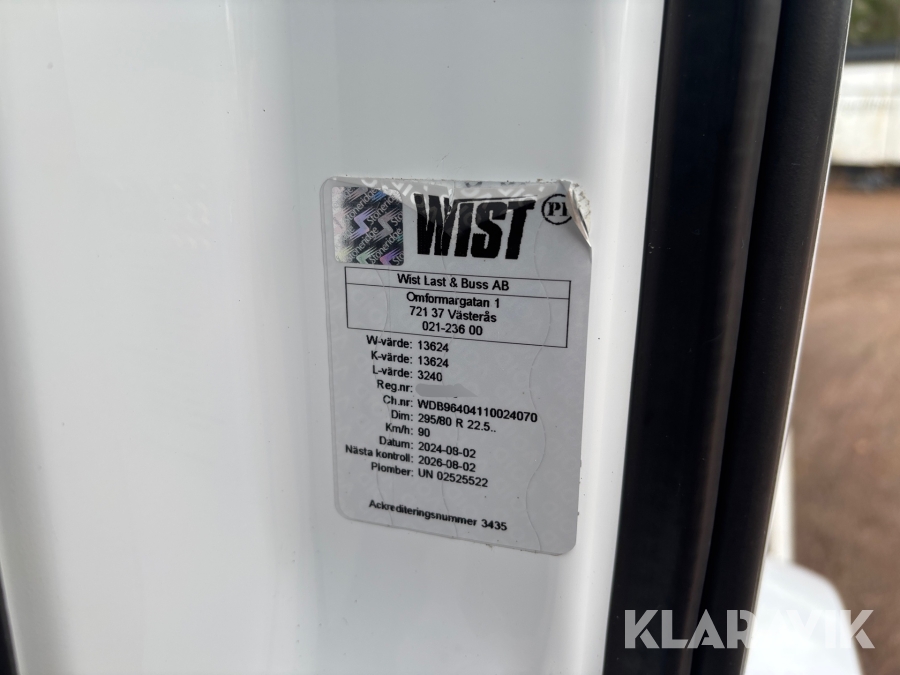 Stoneridge
WIST
Wist Last & Buss AB
Omformargatan 1
721 37 Västerås
021-236 00
W-värde: 13624
K-värde: 13624
L-värde: 3240
Reg.nr:
Ch.nr: WDB96404110024070
Dim: 295/80 R 22.5..
Km/h: 90
Datum: 2024-08-02
Nästa kontroll: 2026-08-02
Plomber: UN 02525522
Ackrediteringsnummer 3435
KLARAVIK